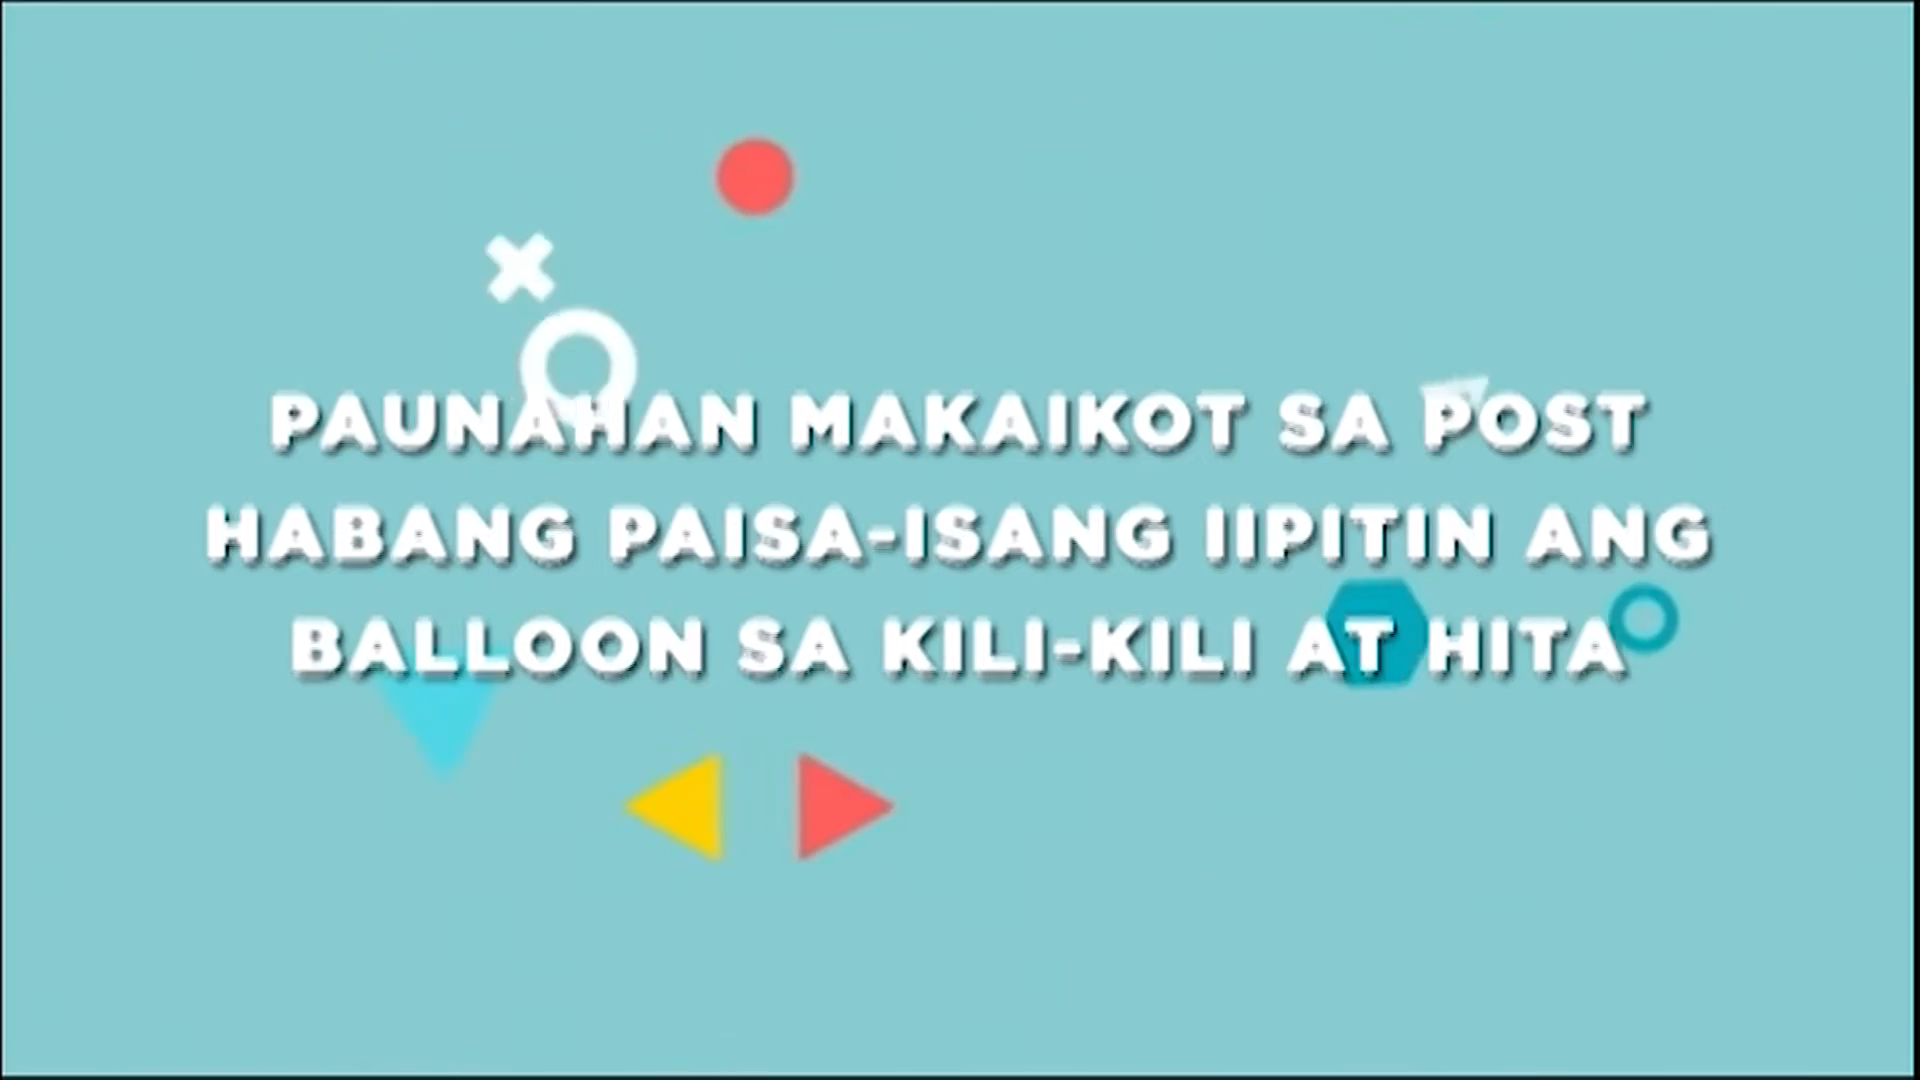 PAUNAHAN MAKAIKOT SA POST
HABANG PAISA-ISANG IIPITIN ANG
BALLOON SA KILI-KILI AT HITA